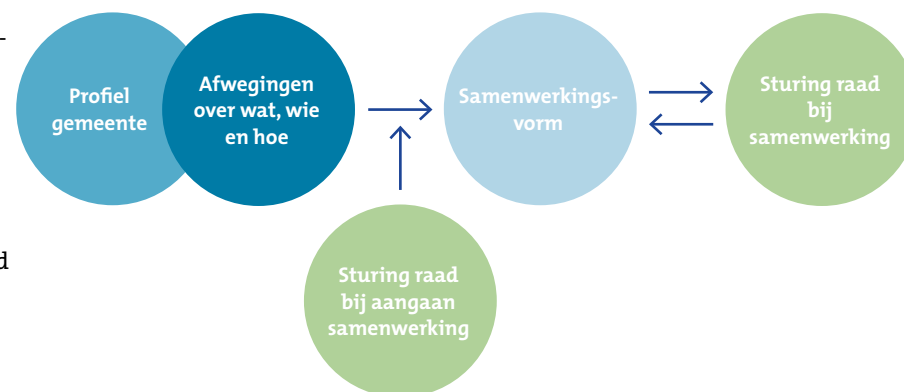 -
Profiel
gemeente
Afwegingen
over wat, wie
en hoe
Samenwerkings-
vorm
Sturing raad
bij
samenwerking
d
Sturing raad
bij aangaan
samenwerking